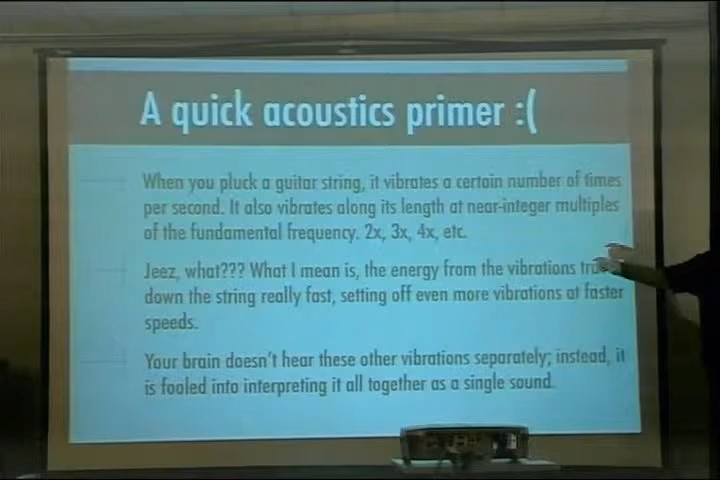 A quick acoustics primer :(
When you pluck a guitar string, it vibrates a certain number of times
per second. It also vibrates along its length at near-integer multiples
of the fundamental frequency. 2x, 3x, 4x, etc.
Jeez, what??? What I mean is, the energy from the vibrations
down the string really fast, setting off even more vibrations at faster
speeds.
Your brain doesn't hear these other vibrations separately; instead, it
is fooled into interpreting it all together as a single sound.